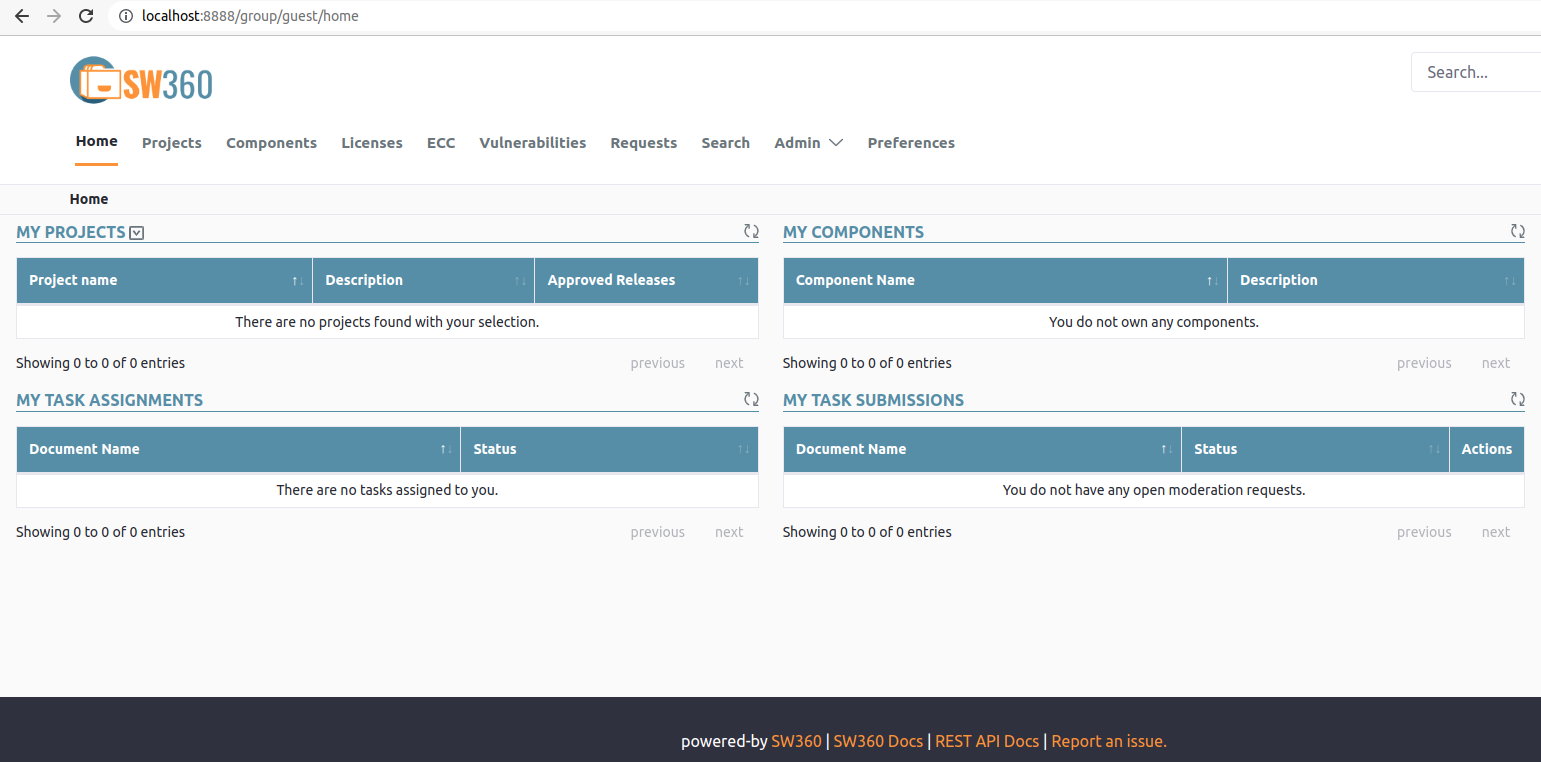 localhost:8888/group/guest/home
SW360
Search...
Home Projects Components Licenses ECC Vulnerabilities Requests Search Admin Preferences
Home
MY PROJECTS
Project name Description Approved Releases
There are no projects found with your selection.
Showing 0 to 0 of 0 entries previous next
MY COMPONENTS
Component Name Description
You do not own any components.
Showing 0 to 0 of 0 entries previous next
MY TASK ASSIGNMENTS
Document Name Status
There are no tasks assigned to you.
Showing 0 to 0 of 0 entries previous next
MY TASK SUBMISSIONS
Document Name Status Actions
You do not have any open moderation requests.
Showing 0 to 0 of 0 entries previous next
powered-by SW360 | SW360 Docs | REST API Docs | Report an issue.